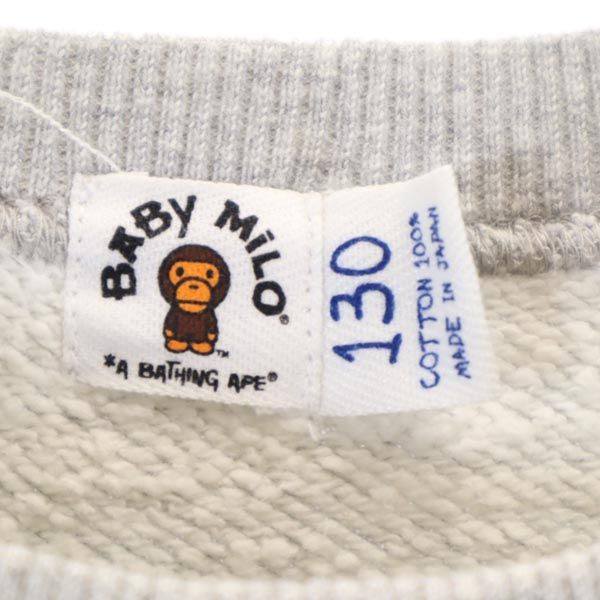 BABY MiLO®
™
*A BATHING APE®
130
COTTON 100%
MADE IN JAPAN